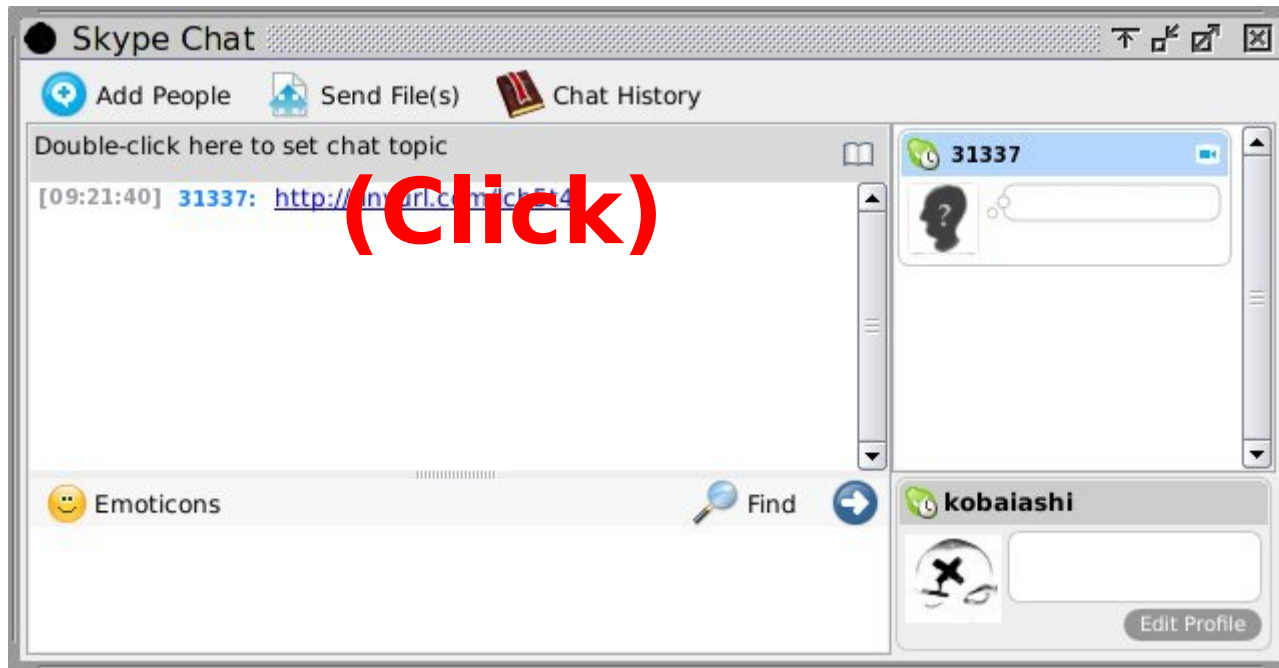 Skype Chat
Add People Send File(s) Chat History
Double-click here to set chat topic
31337
[09:21:40] 31337:
(Click)
?
Emoticons Find
kobaiashi
Edit Profile